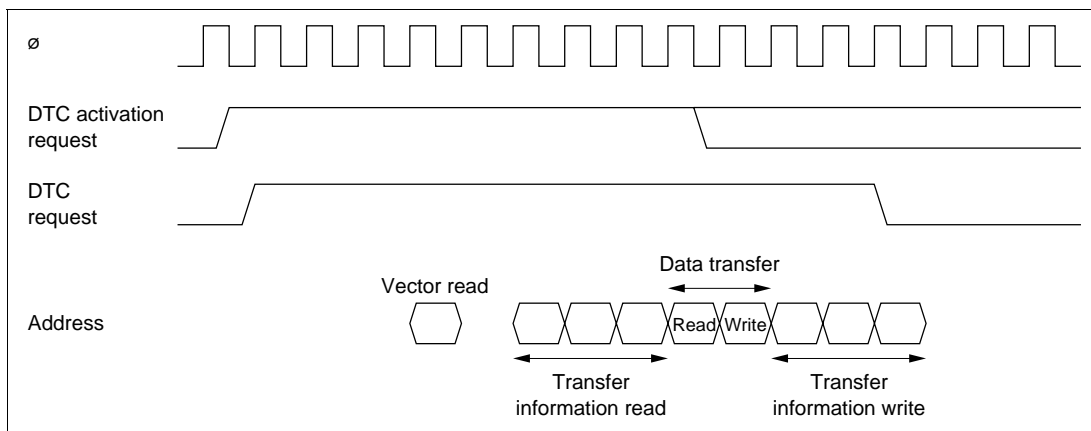 ø
DTC activation
request
DTC
request
Data transfer
Vector read
Address
Read Write
Transfer
information read
Transfer
information write